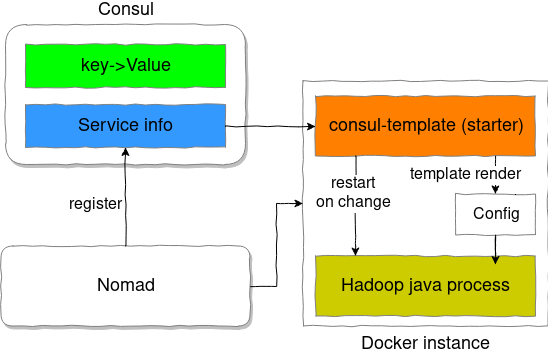 Consul
key->Value
Service info
consul-template (starter)
restart
on change
template render
register
Config
Nomad
Hadoop java process
Docker instance